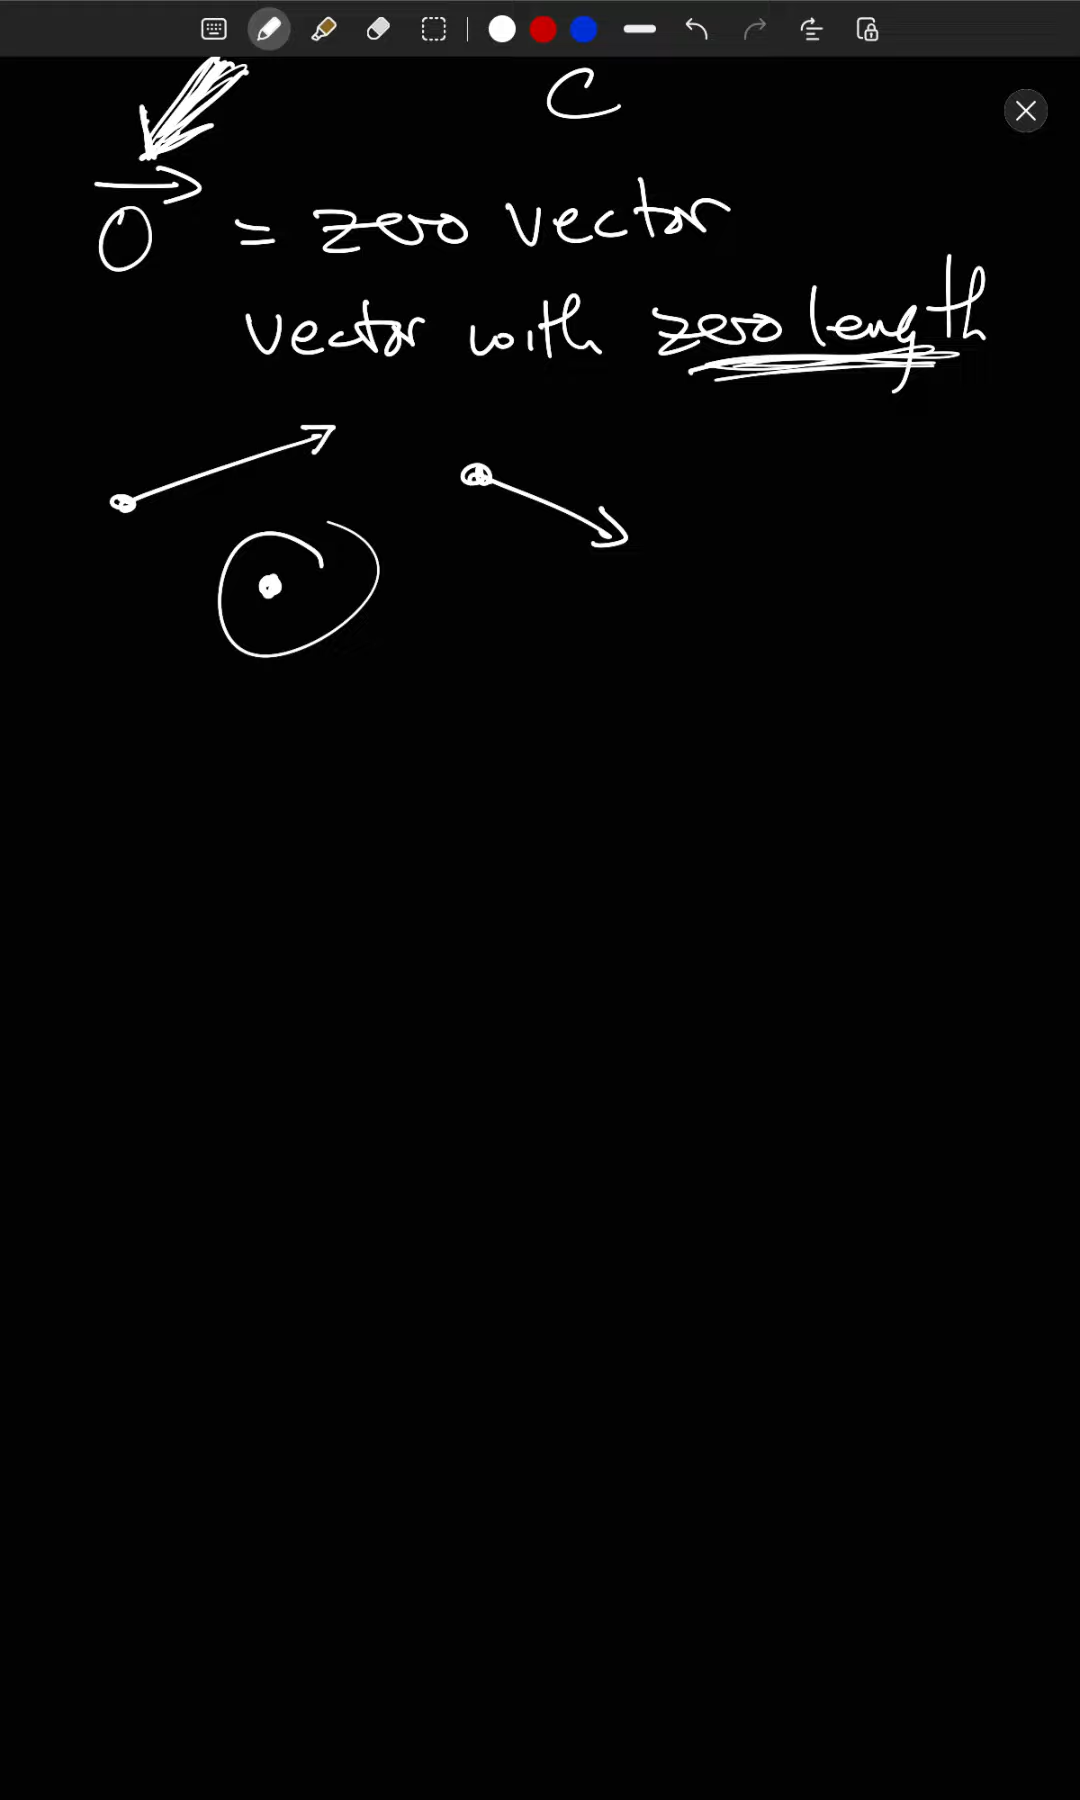 C
0⃗ = zero vector
vector with zero length